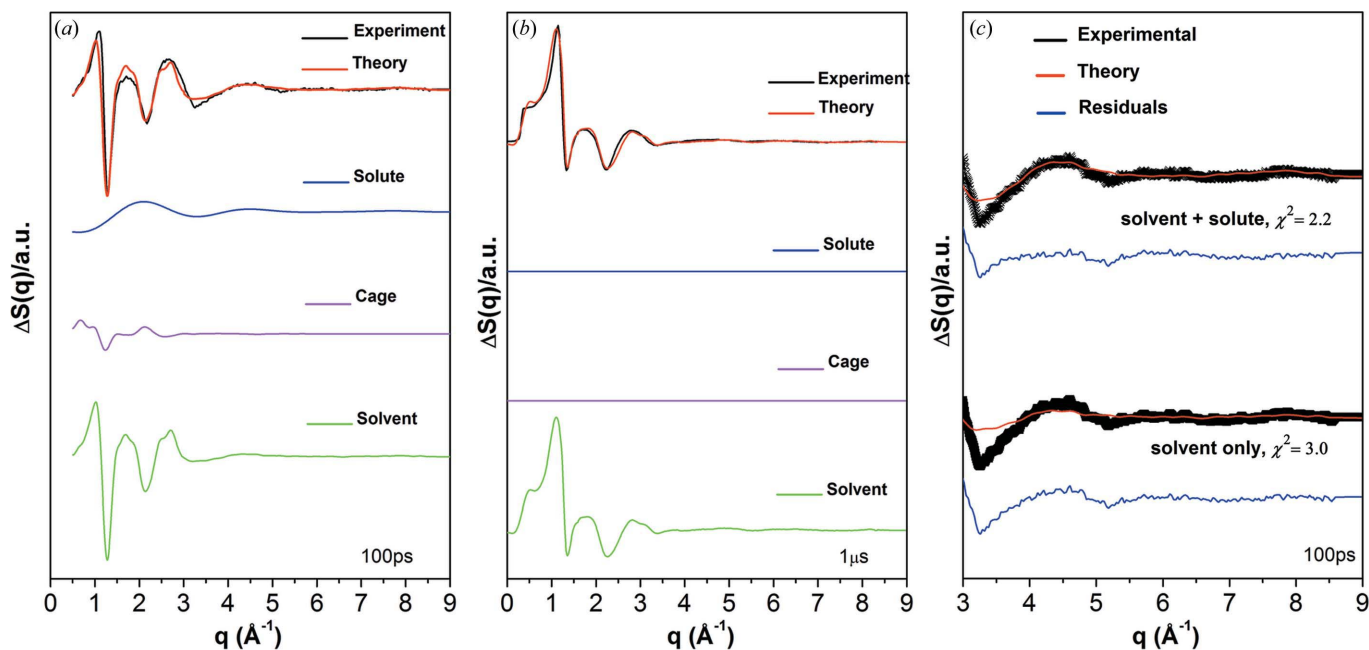 (a)
Experiment
Theory
Solute
Cage
Solvent
100ps
ΔS(q)/a.u.
0 1 2 3 4 5 6 7 8 9
q (Å⁻¹)
(b)
Experiment
Theory
Solute
Cage
Solvent
1μs
ΔS(q)/a.u.
0 1 2 3 4 5 6 7 8 9
q (Å⁻¹)
(c)
Experimental
Theory
Residuals
solvent + solute, χ² = 2.2
solvent only, χ² = 3.0
100ps
ΔS(q)/a.u.
3 4 5 6 7 8 9
q (Å⁻¹)